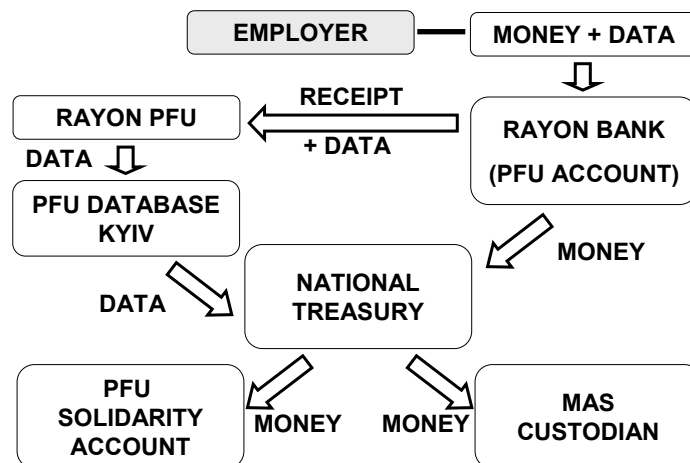 EMPLOYER
MONEY + DATA
RECEIPT
+ DATA
RAYON PFU
RAYON BANK
(PFU ACCOUNT)
DATA
PFU DATABASE
KYIV
MONEY
DATA
NATIONAL
TREASURY
PFU
SOLIDARITY
ACCOUNT
MONEY
MONEY
MAS
CUSTODIAN